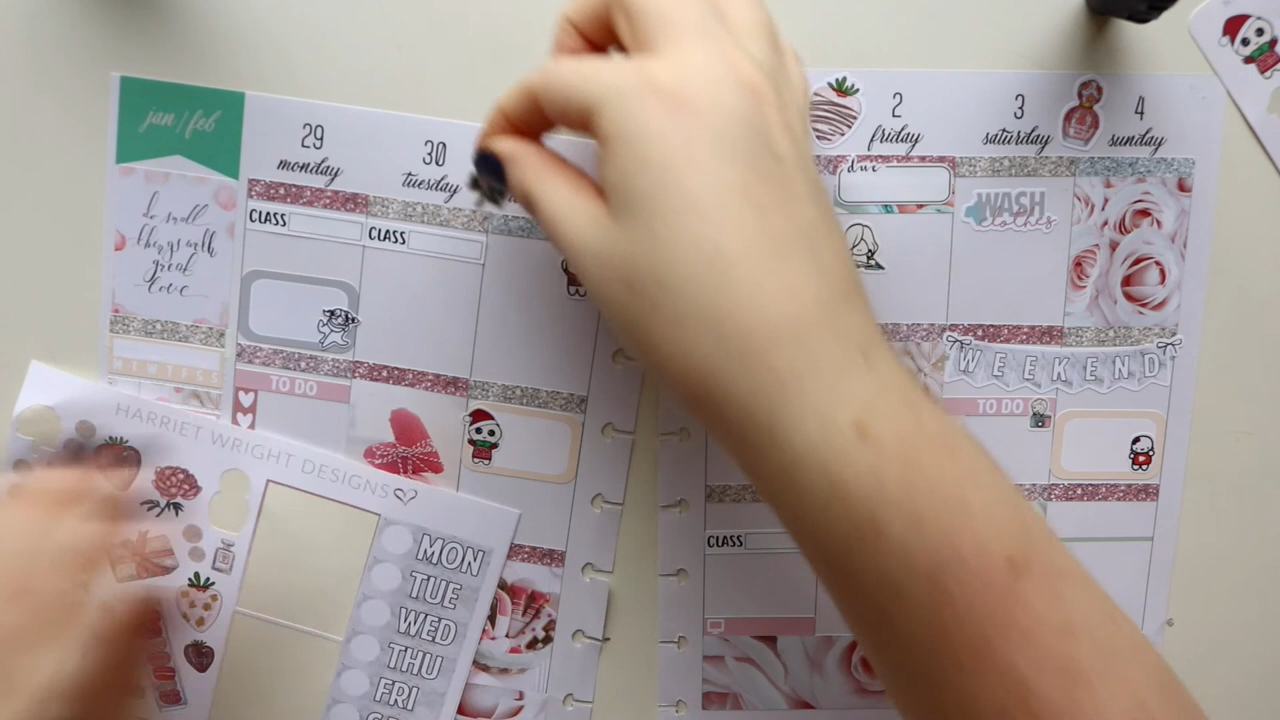 jan/feb
29
monday
30
tuesday
2
friday
3
saturday
4
sunday
do small
things with
great
love
CLASS
CLASS
due
WASH
clothes
M T W T F S S
TO DO
WEEKEND
TO DO
HARRIET WRIGHT DESIGNS
MON
TUE
WED
THU
FRI
CLASS